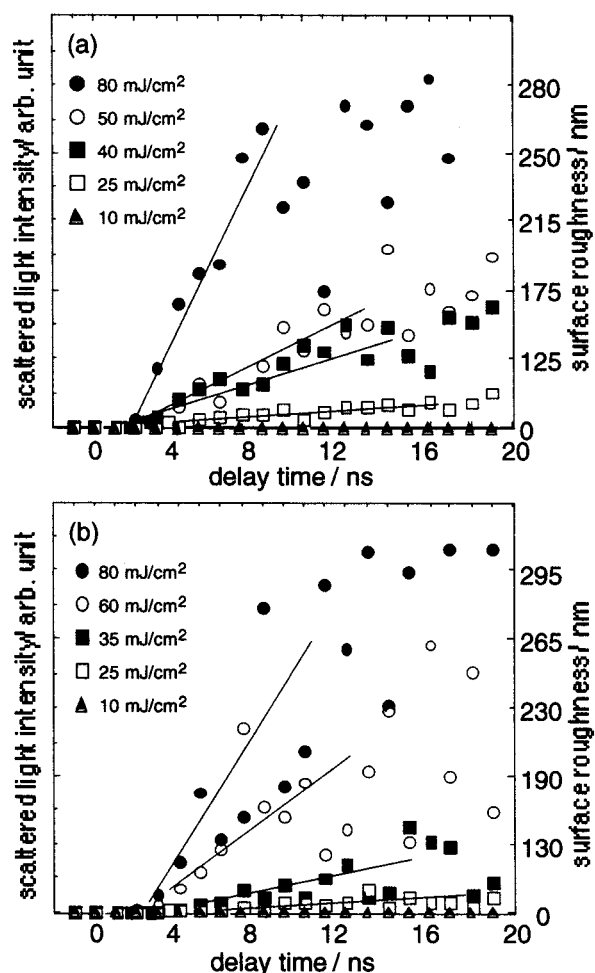 (a)
80 mJ/cm²
50 mJ/cm²
40 mJ/cm²
25 mJ/cm²
10 mJ/cm²
scattered light intensity/arb. unit
280
250
215
175
125
0
surface roughness/ nm
0 4 8 12 16 20
delay time / ns
(b)
80 mJ/cm²
60 mJ/cm²
35 mJ/cm²
25 mJ/cm²
10 mJ/cm²
scattered light intensity/arb. unit
295
265
230
190
130
0
surface roughness/ nm
0 4 8 12 16 20
delay time / ns